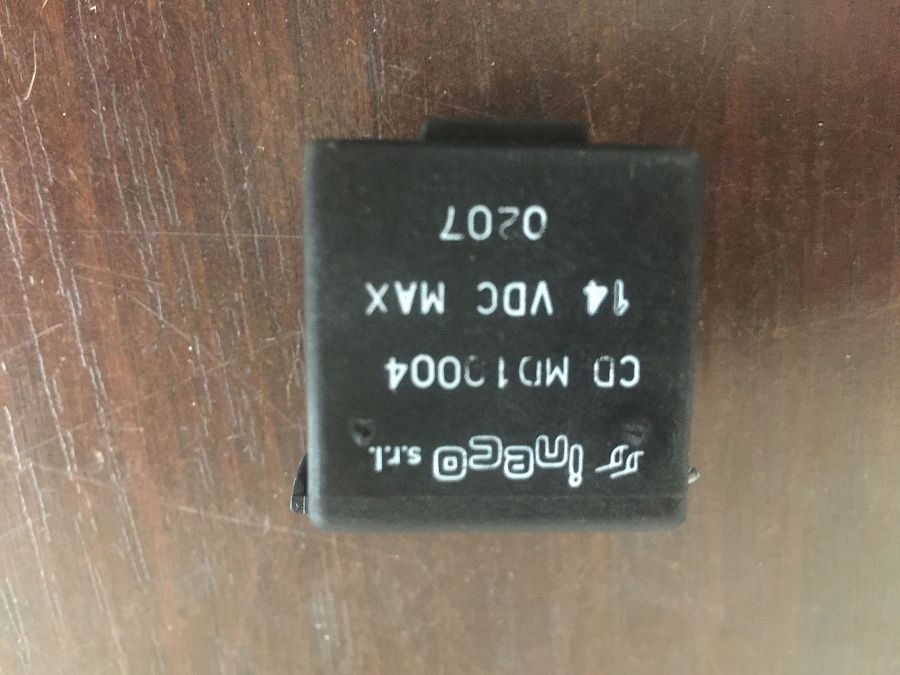 ineco s.r.l.
CD MD10004
14 VDC MAX
0207